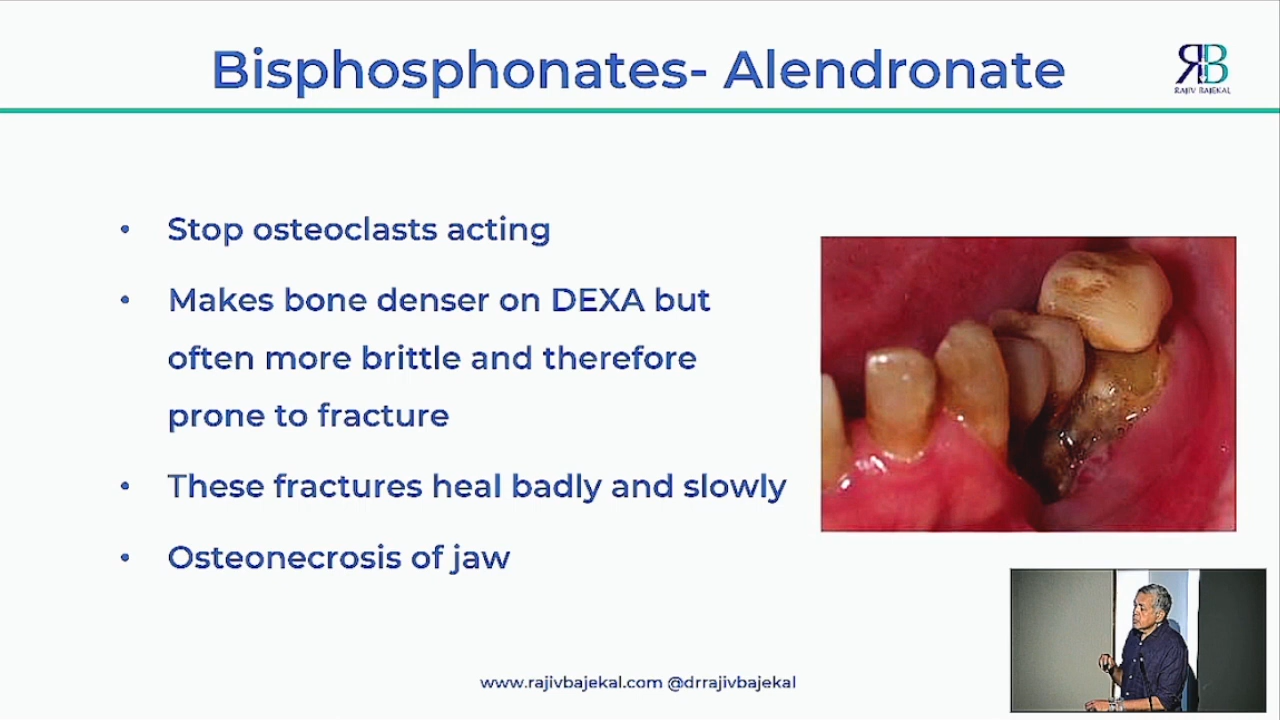 Bisphosphonates- Alendronate
RB
RAJIV BAJEKAL
• Stop osteoclasts acting
• Makes bone denser on DEXA but
often more brittle and therefore
prone to fracture
• These fractures heal badly and slowly
• Osteonecrosis of jaw
www.rajivbajekal.com @drrajivbajekal